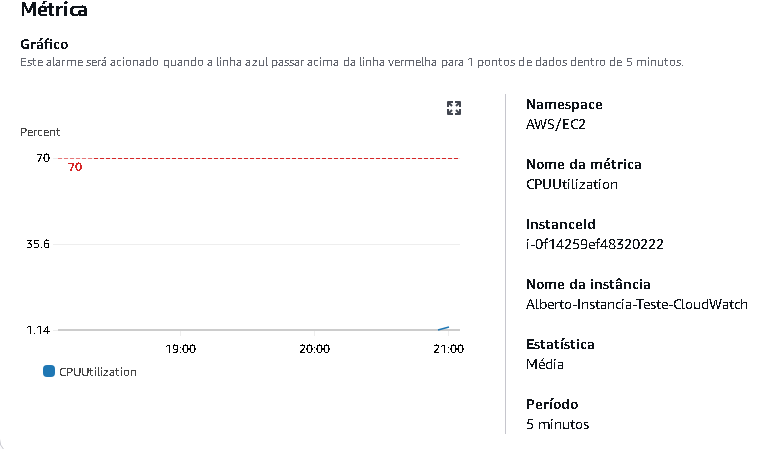 Métrica
Gráfico
Este alarme será acionado quando a linha azul passar acima da linha vermelha para 1 pontos de dados dentro de 5 minutos.
Percent
70
70
35.6
1.14
19:00
20:00
21:00
CPUUtilization
Namespace
AWS/EC2
Nome da métrica
CPUUtilization
InstanceId
i-0f14259ef48320222
Nome da instância
Alberto-Instancia-Teste-CloudWatch
Estatística
Média
Período
5 minutos